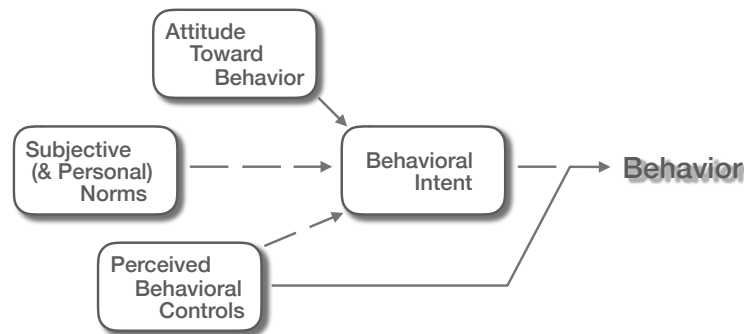 Attitude
Toward
Behavior
Subjective
(& Personal)
Norms
Behavioral
Intent
Behavior
Perceived
Behavioral
Controls